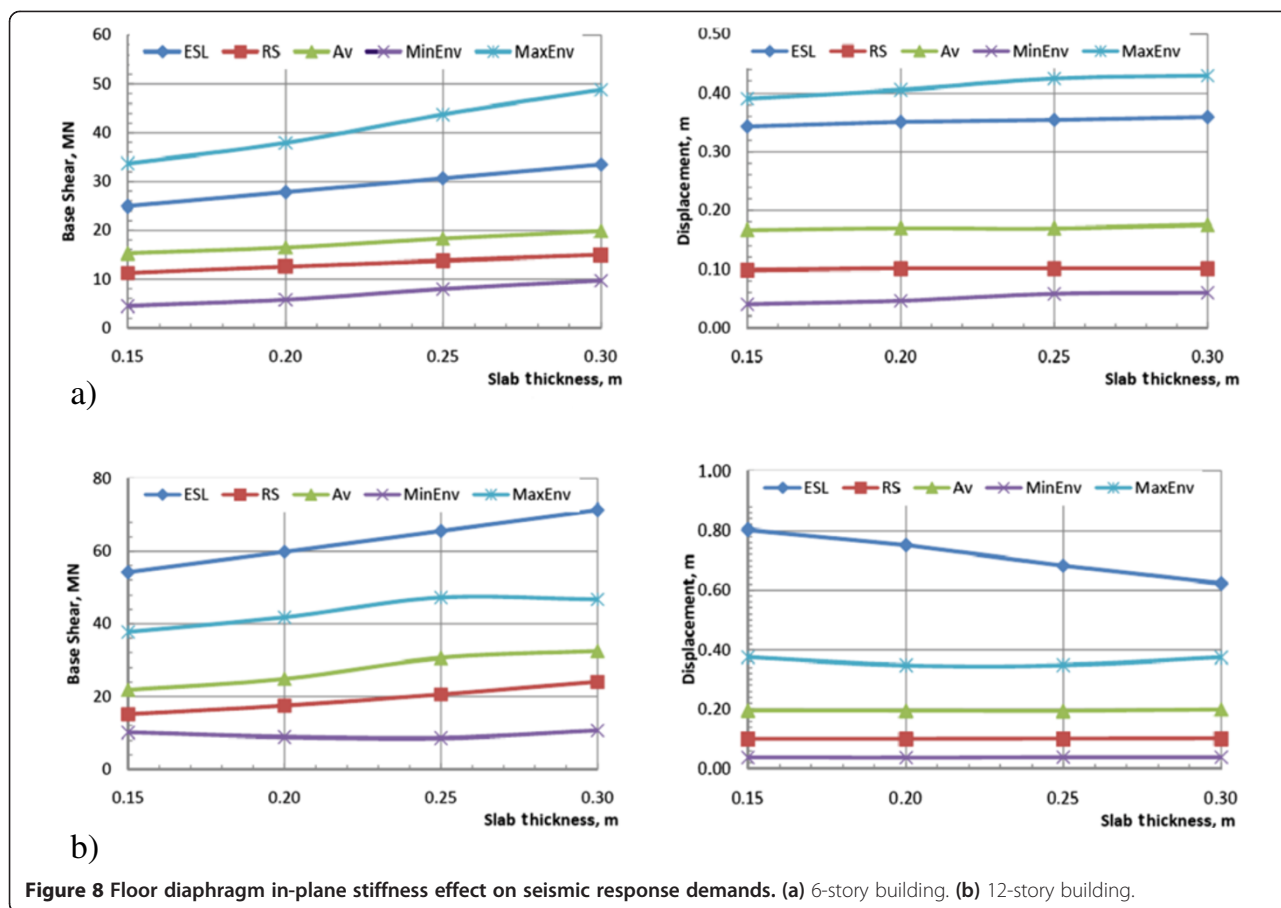 60
50
40
30
20
10
0
Base Shear, MN
ESL RS Av MinEnv MaxEnv
0.15 0.20 0.25 0.30
Slab thickness, m
0.50
0.40
0.30
0.20
0.10
0.00
Displacement, m
ESL RS Av MinEnv MaxEnv
0.15 0.20 0.25 0.30
Slab thickness, m
a)
80
60
40
20
0
Base Shear, MN
ESL RS Av MinEnv MaxEnv
0.15 0.20 0.25 0.30
Slab thickness, m
1.00
0.80
0.60
0.40
0.20
0.00
Displacement, m
ESL RS Av MinEnv MaxEnv
0.15 0.20 0.25 0.30
Slab thickness, m
b)
Figure 8 Floor diaphragm in-plane stiffness effect on seismic response demands. (a) 6-story building. (b) 12-story building.